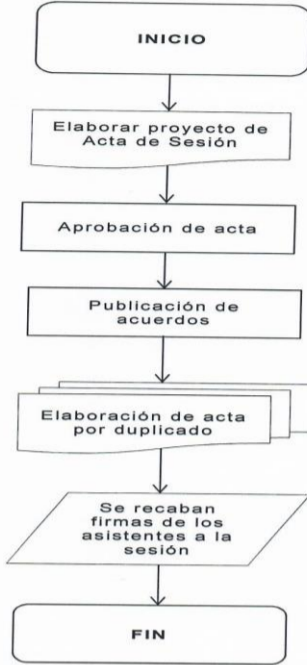 INICIO
Elaborar proyecto de
Acta de Sesión
Aprobación de acta
Publicación de
acuerdos
Elaboración de acta
por duplicado
Se recaban
firmas de los
asistentes a la
sesión
FIN